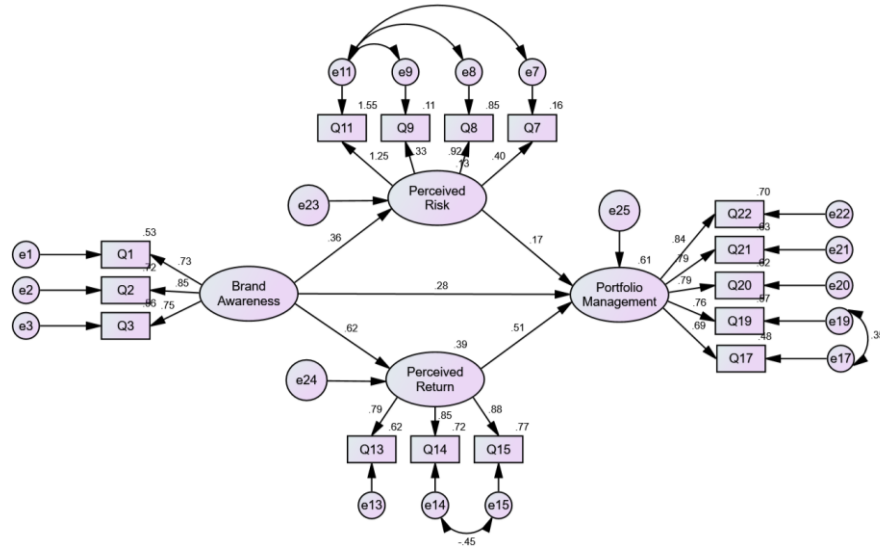 e11
e9
e8
e7
1.55
.11
.85
.16
Q11
Q9
Q8
Q7
1.25
.33
.92
.13
.40
e23
Perceived
Risk
e25
.70
.36
.17
Q22
e22
.84
.63
.53
e1
Q1
.73
.61
.79
Q21
e21
.62
.72
e2
Q2
.85
Brand
Awareness
.28
Portfolio
Management
.79
Q20
e20
.57
e3
Q3
.75
.76
Q19
e19
.48
.62
.51
.69
Q17
e17
.39
e24
Perceived
Return
.79
.85
.88
.62
.72
.77
Q13
Q14
Q15
e13
e14
e15
-.45